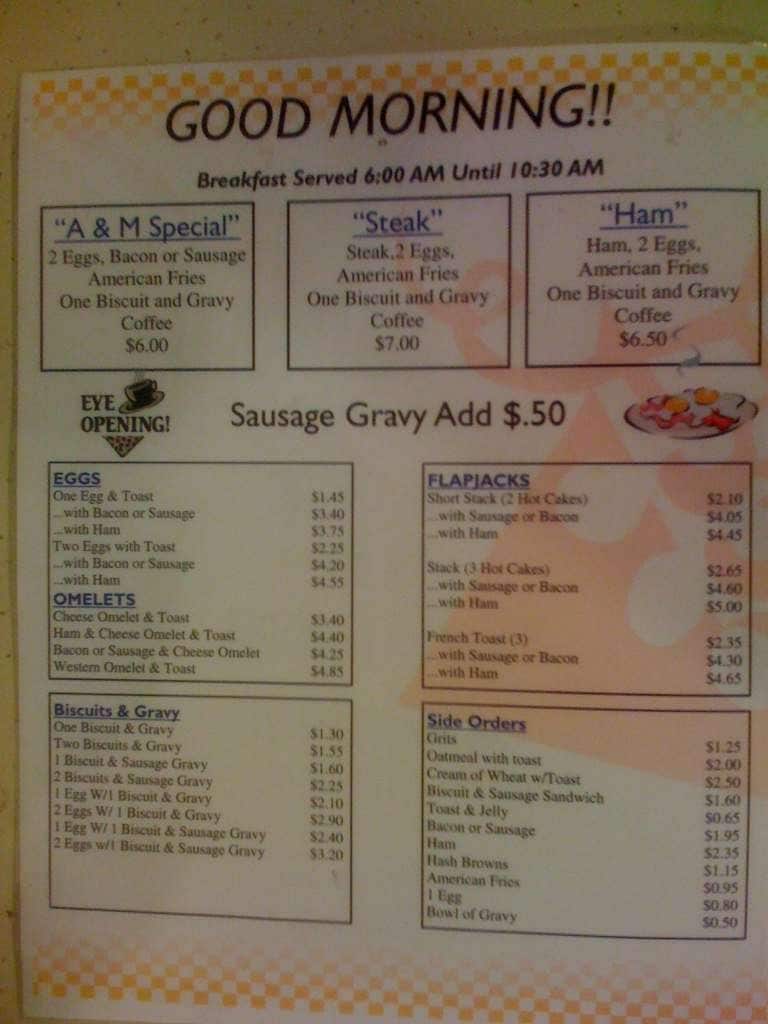 GOOD MORNING!!
Breakfast Served 6:00 AM Until 10:30 AM
"A & M Special"
2 Eggs, Bacon or Sausage
American Fries
One Biscuit and Gravy
Coffee
$6.00
"Steak"
Steak,2 Eggs,
American Fries
One Biscuit and Gravy
Coffee
$7.00
"Ham"
Ham, 2 Eggs,
American Fries
One Biscuit and Gravy
Coffee
$6.50
EYE
OPENING!
Sausage Gravy Add $.50
EGGS
One Egg & Toast $1.45
...with Bacon or Sausage $3.40
...with Ham $3.75
Two Eggs with Toast $2.25
...with Bacon or Sausage $4.20
...with Ham $4.55
OMELETS
Cheese Omelet & Toast $3.40
Ham & Cheese Omelet & Toast $4.40
Bacon or Sausage & Cheese Omelet $4.25
Western Omelet & Toast $4.85
FLAPJACKS
Short Stack (2 Hot Cakes) $2.10
...with Sausage or Bacon $4.05
...with Ham $4.45
Stack (3 Hot Cakes) $2.65
...with Sausage or Bacon $4.60
...with Ham $5.00
French Toast (3) $2.35
...with Sausage or Bacon $4.30
...with Ham $4.65
Biscuits & Gravy
One Biscuit & Gravy $1.30
Two Biscuits & Gravy $1.55
1 Biscuit & Sausage Gravy $1.60
2 Biscuits & Sausage Gravy $2.25
1 Egg W/1 Biscuit & Gravy $2.10
2 Eggs W/ 1 Biscuit & Gravy $2.90
1 Egg W/ 1 Biscuit & Sausage Gravy $2.40
2 Eggs w/1 Biscuit & Sausage Gravy $3.20
Side Orders
Grits $1.25
Oatmeal with toast $2.00
Cream of Wheat w/Toast $2.50
Biscuit & Sausage Sandwich $1.60
Toast & Jelly $0.65
Bacon or Sausage $1.95
Ham $2.35
Hash Browns $1.15
American Fries $0.95
1 Egg $0.80
Bowl of Gravy $0.50